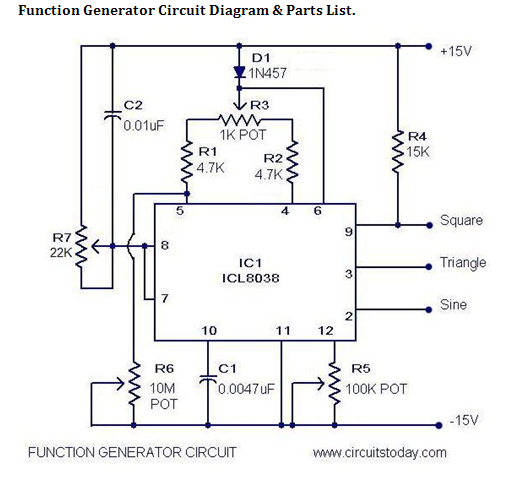 Function Generator Circuit Diagram & Parts List.
+15V
D1
1N457
C2
0.01uF
R3
1K POT
R4
15K
R1
4.7K
R2
4.7K
5
4
6
Square
9
R7
22K
8
IC1
ICL8038
3
Triangle
7
2
Sine
10
11
12
R6
10M
POT
C1
0.0047uF
R5
100K POT
-15V
FUNCTION GENERATOR CIRCUIT
www.circuitstoday.com